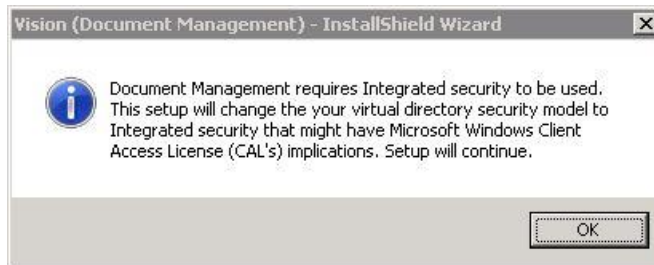 Vision (Document Management) - InstallShield Wizard
Document Management requires Integrated security to be used.
This setup will change the your virtual directory security model to
Integrated security that might have Microsoft Windows Client
Access License (CAL's) implications. Setup will continue.
OK